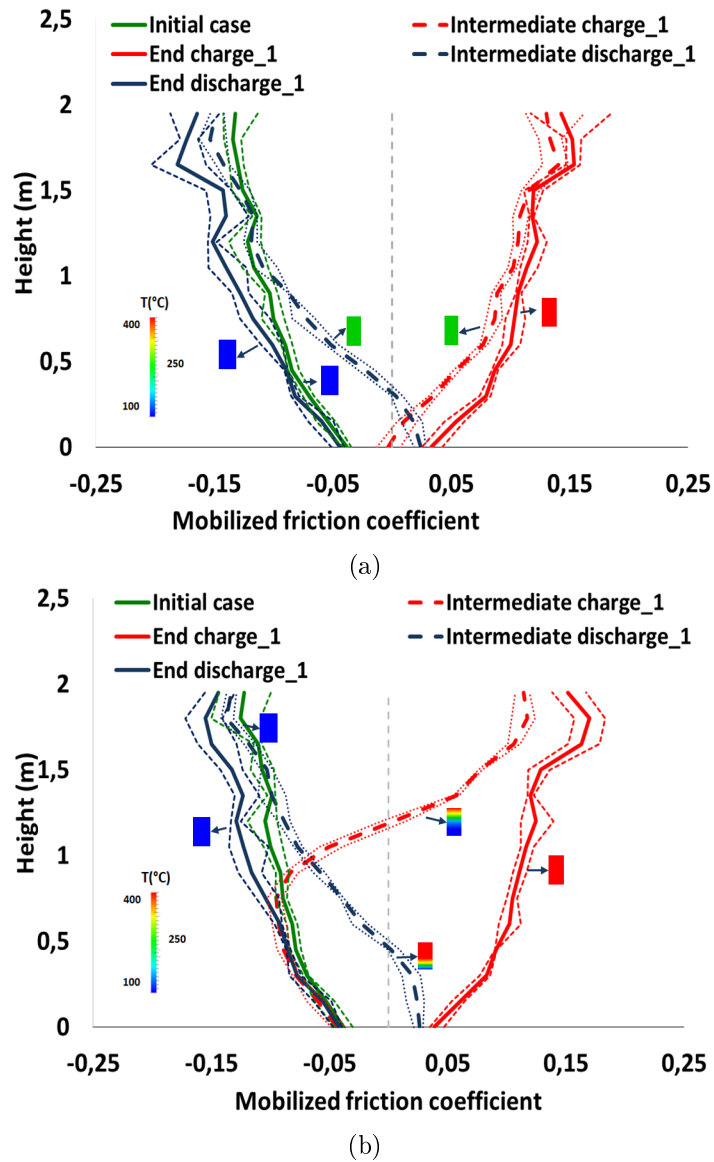 2,5
Initial case
Intermediate charge_1
End charge_1
Intermediate discharge_1
End discharge_1
2
1,5
1
0,5
0
Height (m)
T(°C)
400
250
100
-0,25 -0,15 -0,05 0,05 0,15 0,25
Mobilized friction coefficient
(a)
2,5
Initial case
Intermediate charge_1
End charge_1
Intermediate discharge_1
End discharge_1
2
1,5
1
0,5
0
Height (m)
T(°C)
400
250
100
-0,25 -0,15 -0,05 0,05 0,15 0,25
Mobilized friction coefficient
(b)